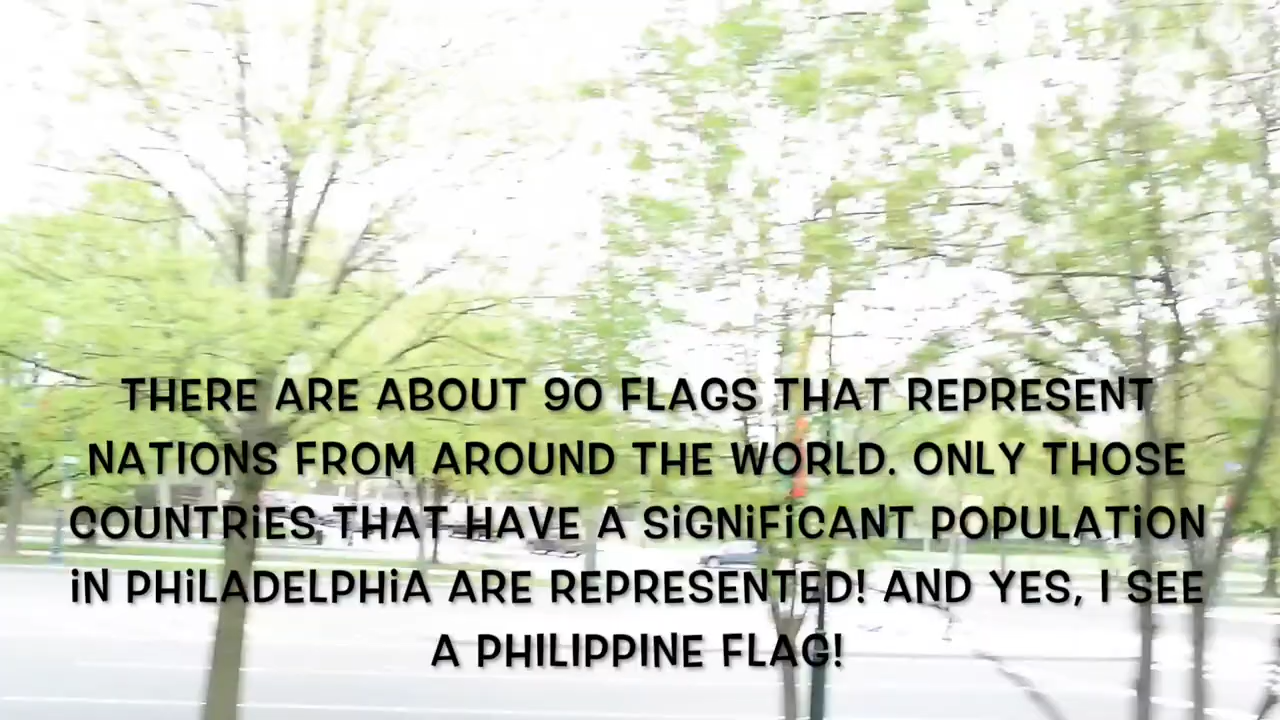 THERE ARE ABOUT 90 FLAGS THAT REPRESENT
NATIONS FROM AROUND THE WORLD. ONLY THOSE
COUNTRiES THAT HAVE A SiGNiFiCANT POPULATiON
iN PHiLADELPHiA ARE REPRESENTED! AND YES, I SEE
A PHILIPPINE FLAG!